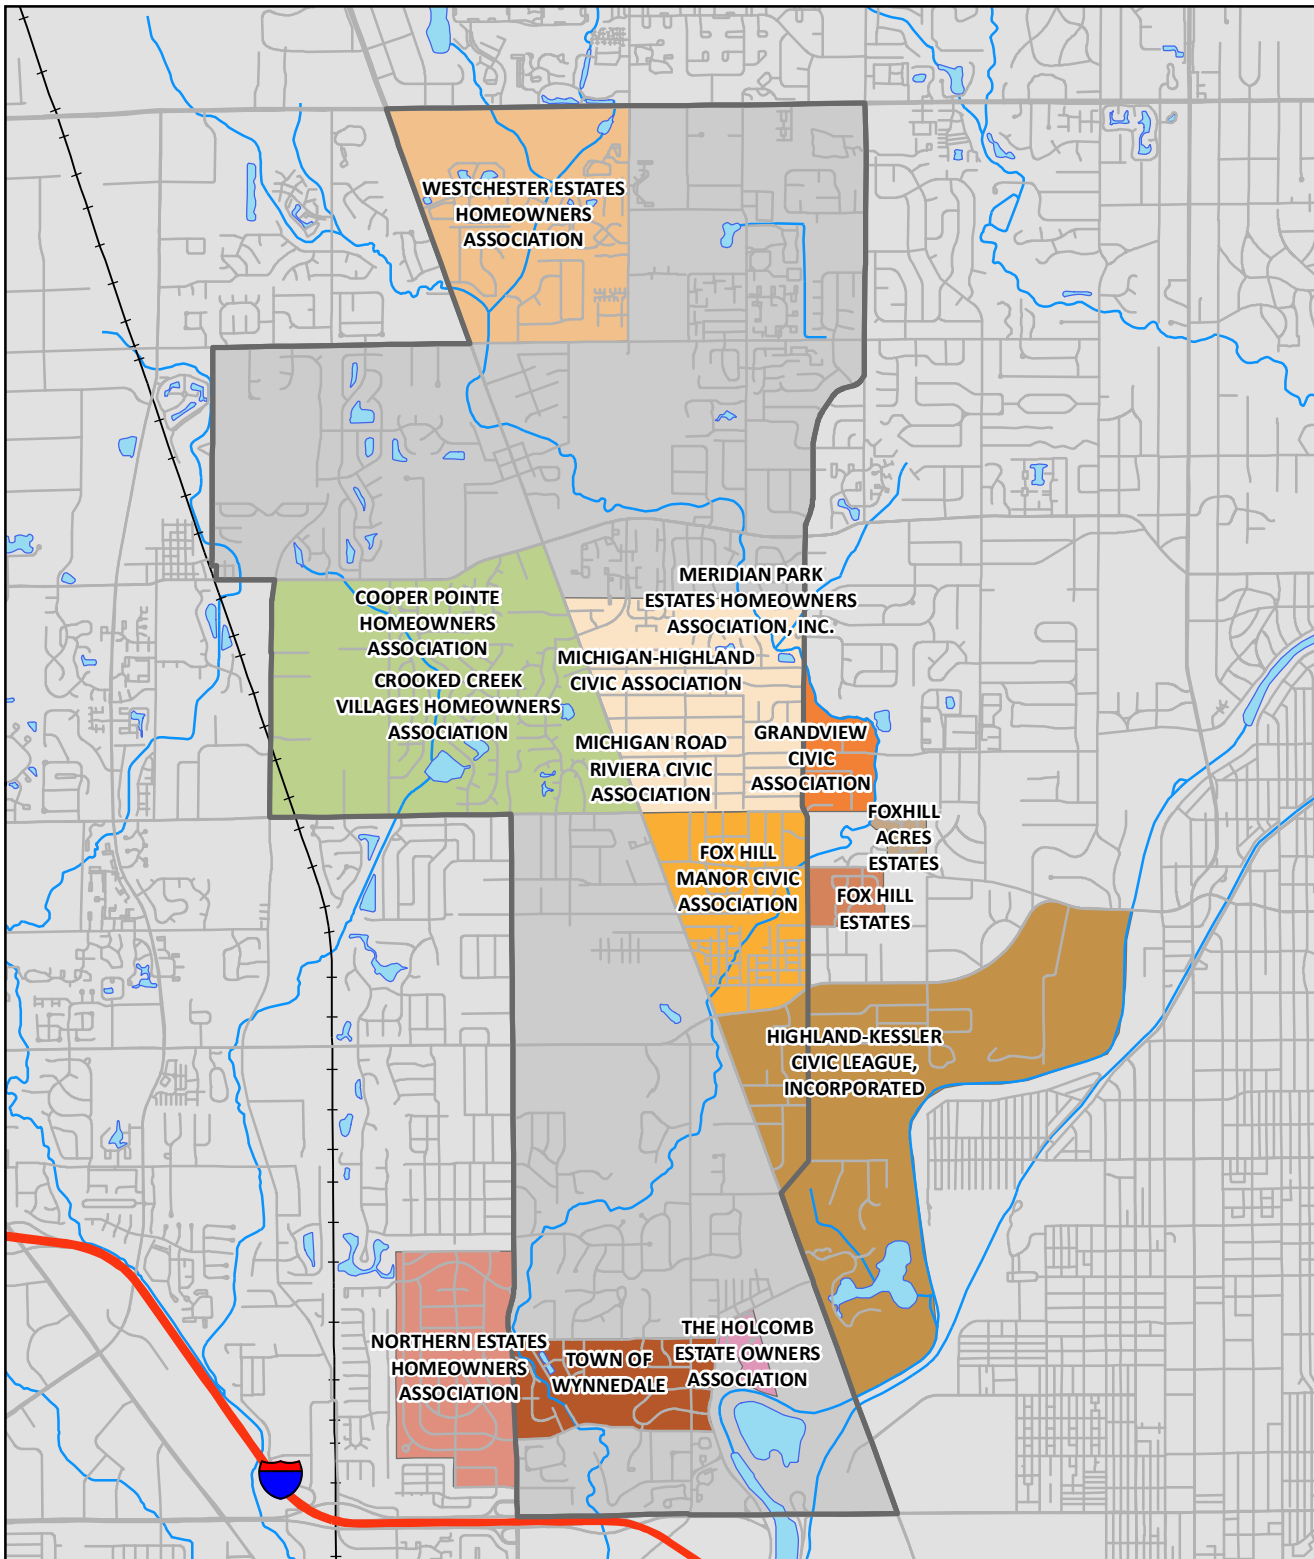 WESTCHESTER ESTATES
HOMEOWNERS
ASSOCIATION
MERIDIAN PARK
ESTATES HOMEOWNERS
ASSOCIATION, INC.
COOPER POINTE
HOMEOWNERS
ASSOCIATION
MICHIGAN-HIGHLAND
CIVIC ASSOCIATION
CROOKED CREEK
VILLAGES HOMEOWNERS
ASSOCIATION
MICHIGAN ROAD
RIVIERA CIVIC
ASSOCIATION
GRANDVIEW
CIVIC
ASSOCIATION
FOXHILL
ACRES
ESTATES
FOX HILL
MANOR CIVIC
ASSOCIATION
FOX HILL
ESTATES
HIGHLAND-KESSLER
CIVIC LEAGUE,
INCORPORATED
THE HOLCOMB
ESTATE OWNERS
ASSOCIATION
NORTHERN ESTATES
HOMEOWNERS
ASSOCIATION
TOWN OF
WYNNEDALE